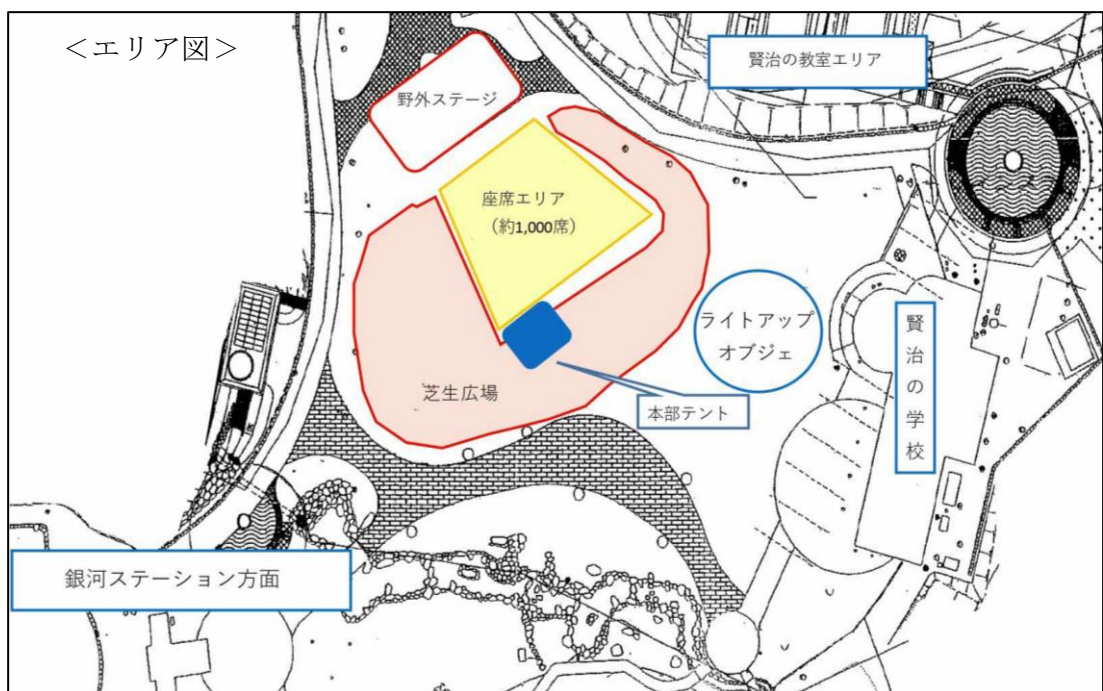 ＜エリア図＞
賢治の教室エリア
野外ステージ
座席エリア
（約1,000席）
ライトアップ
オブジェ
賢治の学校
芝生広場
本部テント
銀河ステーション方面